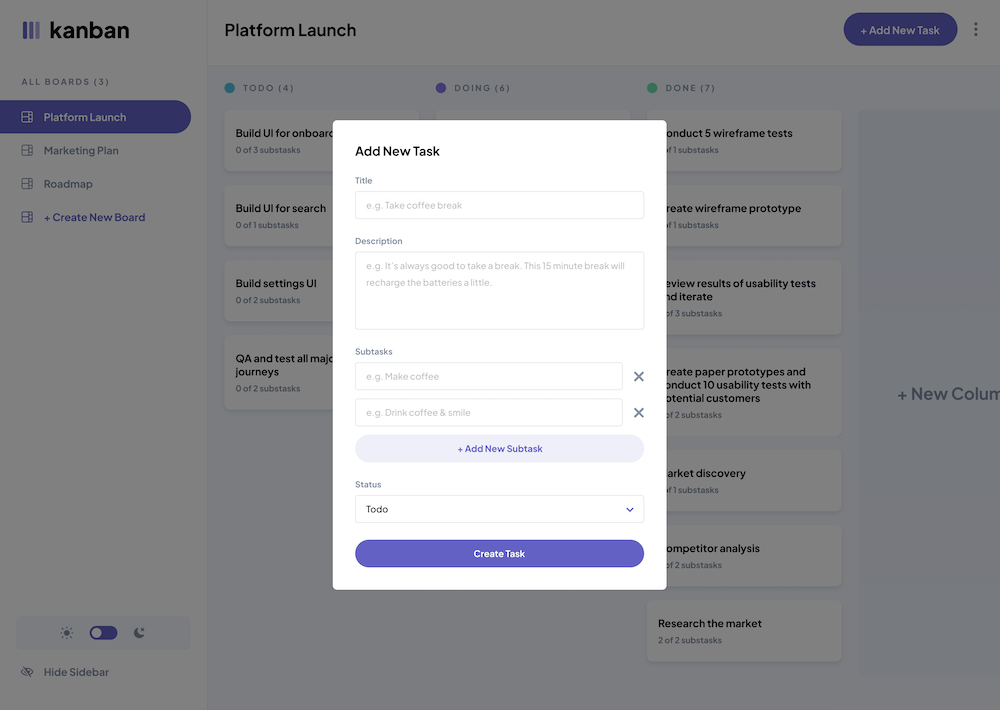 kanban
Platform Launch
+ Add New Task
ALL BOARDS (3)
Platform Launch
Marketing Plan
Roadmap
+ Create New Board
Hide Sidebar
TODO (4)
DOING (6)
DONE (7)
Build UI for onboar
0 of 3 substasks
Build UI for search
0 of 1 substasks
Build settings UI
0 of 2 substasks
QA and test all majo
journeys
0 of 2 substasks
Add New Task
Title
e.g. Take coffee break
Description
e.g. It's always good to take a break. This 15 minute break will
recharge the batteries a little.
Subtasks
e.g. Make coffee
e.g. Drink coffee & smile
+ Add New Subtask
Status
Todo
Create Task
onduct 5 wireframe tests
of 1 substasks
reate wireframe prototype
of 1 substasks
eview results of usability tests
nd iterate
of 3 substasks
reate paper prototypes and
onduct 10 usability tests with
otential customers
of 2 substasks
arket discovery
of 1 substasks
ompetitor analysis
of 2 substasks
Research the market
2 of 2 substasks
+ New Colum